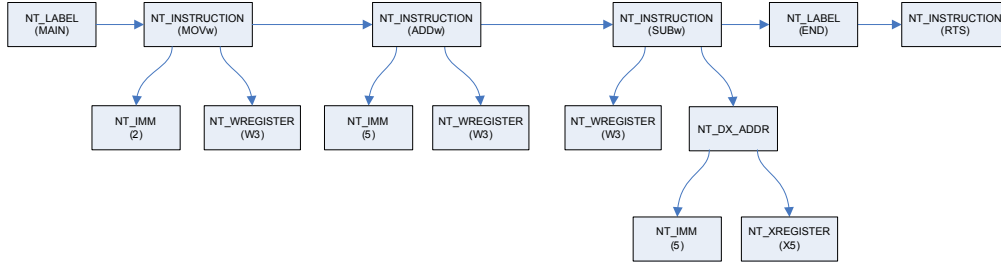 NT_LABEL
(MAIN)
NT_INSTRUCTION
(MOVw)
NT_INSTRUCTION
(ADDw)
NT_INSTRUCTION
(SUBw)
NT_LABEL
(END)
NT_INSTRUCTION
(RTS)
NT_IMM
(2)
NT_WREGISTER
(W3)
NT_IMM
(5)
NT_WREGISTER
(W3)
NT_WREGISTER
(W3)
NT_DX_ADDR
NT_IMM
(5)
NT_XREGISTER
(X5)